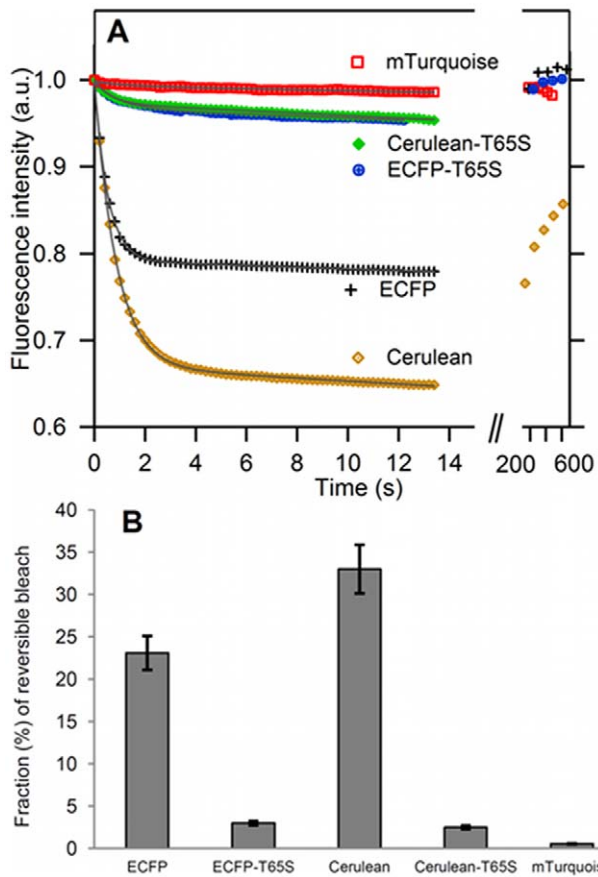 A
Fluorescence intensity (a.u.)
1.0
0.9
0.8
0.7
0.6
mTurquoise
Cerulean-T65S
ECFP-T65S
ECFP
Cerulean
0 2 4 6 8 10 12 14 // 200 600
Time (s)
B
Fraction (%) of reversible bleach
40
35
30
25
20
15
10
5
0
ECFP ECFP-T65S Cerulean Cerulean-T65S mTurquois